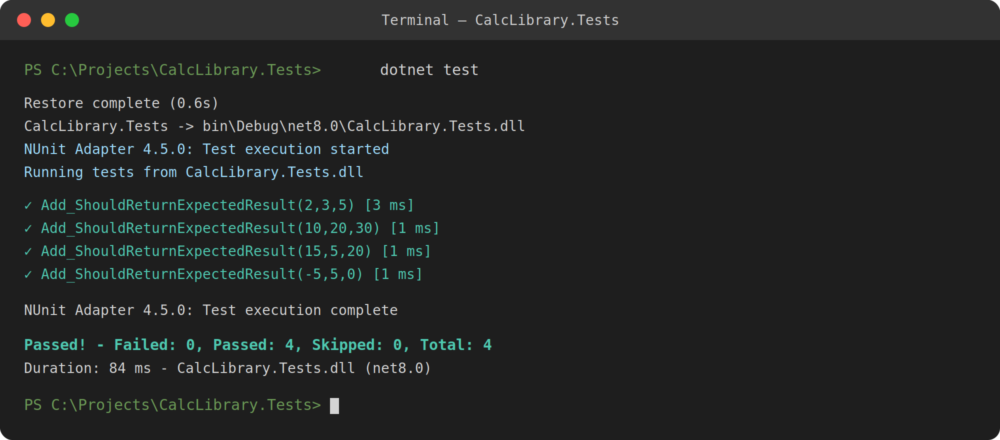 Terminal — CalcLibrary.Tests
PS C:\Projects\CalcLibrary.Tests> dotnet test
Restore complete (0.6s)
CalcLibrary.Tests -> bin\Debug\net8.0\CalcLibrary.Tests.dll
NUnit Adapter 4.5.0: Test execution started
Running tests from CalcLibrary.Tests.dll
✓ Add_ShouldReturnExpectedResult(2,3,5) [3 ms]
✓ Add_ShouldReturnExpectedResult(10,20,30) [1 ms]
✓ Add_ShouldReturnExpectedResult(15,5,20) [1 ms]
✓ Add_ShouldReturnExpectedResult(-5,5,0) [1 ms]
NUnit Adapter 4.5.0: Test execution complete
Passed! - Failed: 0, Passed: 4, Skipped: 0, Total: 4
Duration: 84 ms - CalcLibrary.Tests.dll (net8.0)
PS C:\Projects\CalcLibrary.Tests>